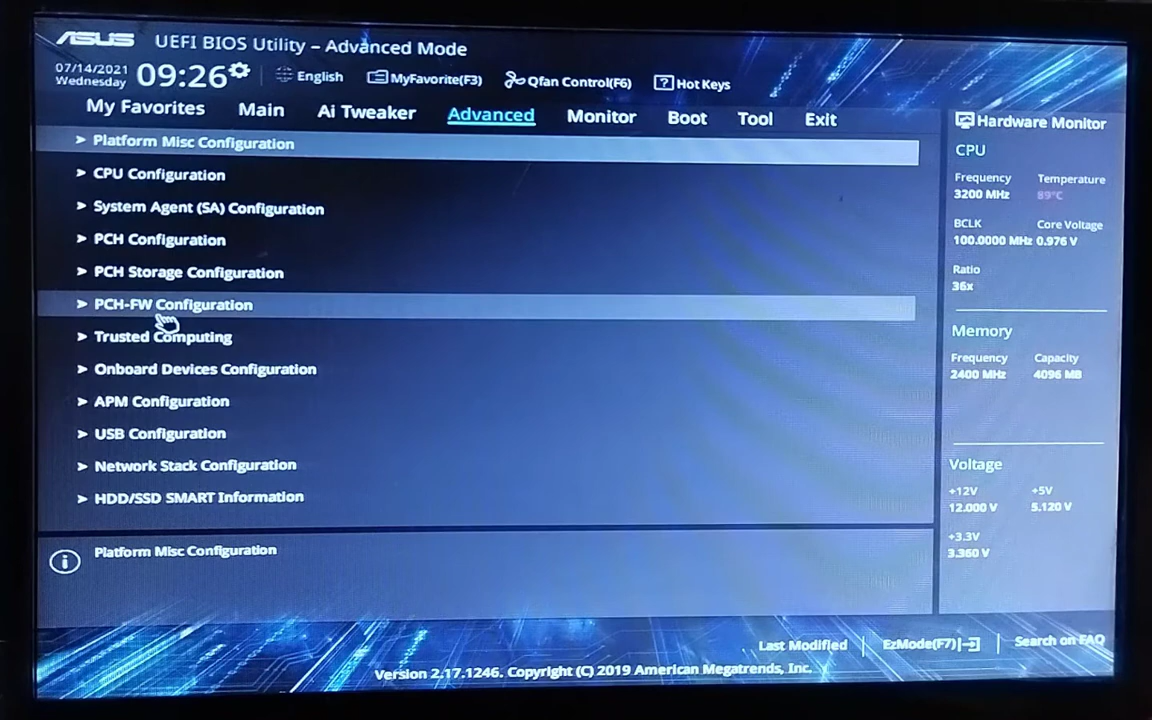 ASUS UEFI BIOS Utility – Advanced Mode
07/14/2021
Wednesday
09:26
English
MyFavorite(F3)
Qfan Control(F6)
? Hot Keys
My Favorites Main Ai Tweaker Advanced Monitor Boot Tool Exit
> Platform Misc Configuration
> CPU Configuration
> System Agent (SA) Configuration
> PCH Configuration
> PCH Storage Configuration
> PCH-FW Configuration
> Trusted Computing
> Onboard Devices Configuration
> APM Configuration
> USB Configuration
> Network Stack Configuration
> HDD/SSD SMART Information
i Platform Misc Configuration
Hardware Monitor
CPU
Frequency Temperature
3200 MHz 89°C
BCLK Core Voltage
100.0000 MHz 0.976 V
Ratio
36x
Memory
Frequency Capacity
2400 MHz 4096 MB
Voltage
+12V +5V
12.000 V 5.120 V
+3.3V
3.360 V
Last Modified EzMode(F7) Search on FAQ
Version 2.17.1246. Copyright (C) 2019 American Megatrends, Inc.